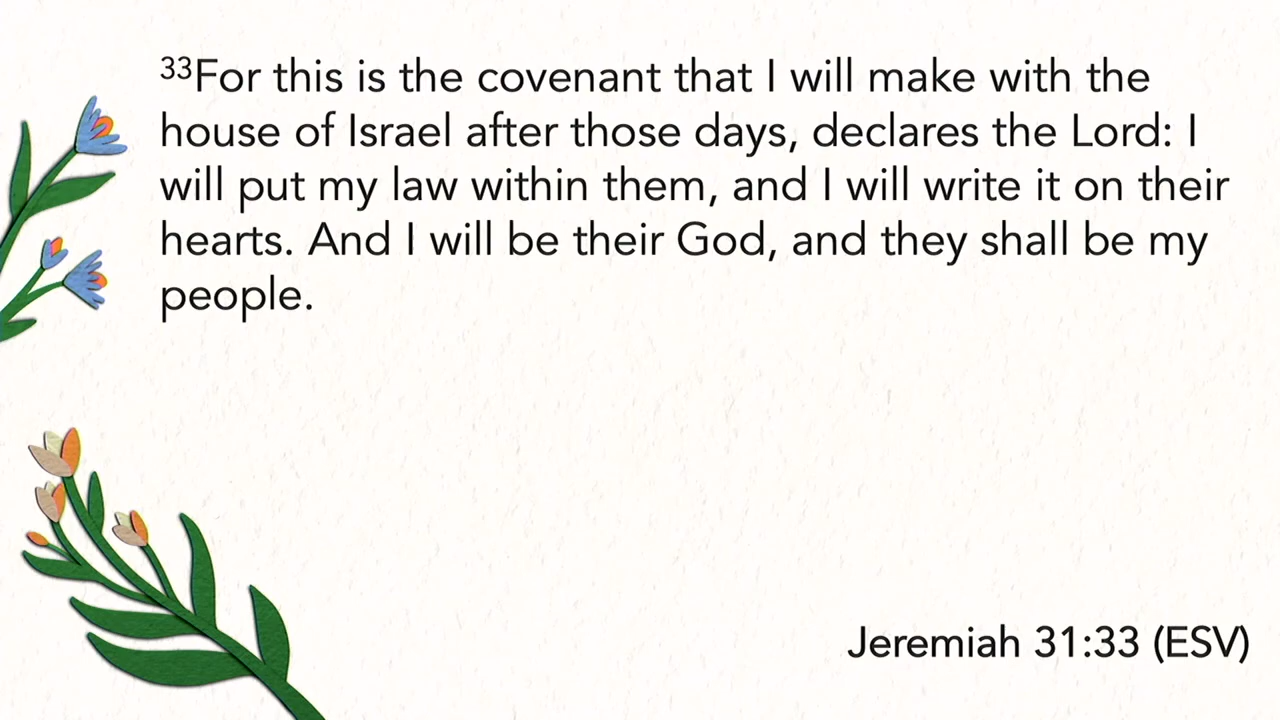 ³³For this is the covenant that I will make with the
house of Israel after those days, declares the Lord: I
will put my law within them, and I will write it on their
hearts. And I will be their God, and they shall be my
people.
Jeremiah 31:33 (ESV)